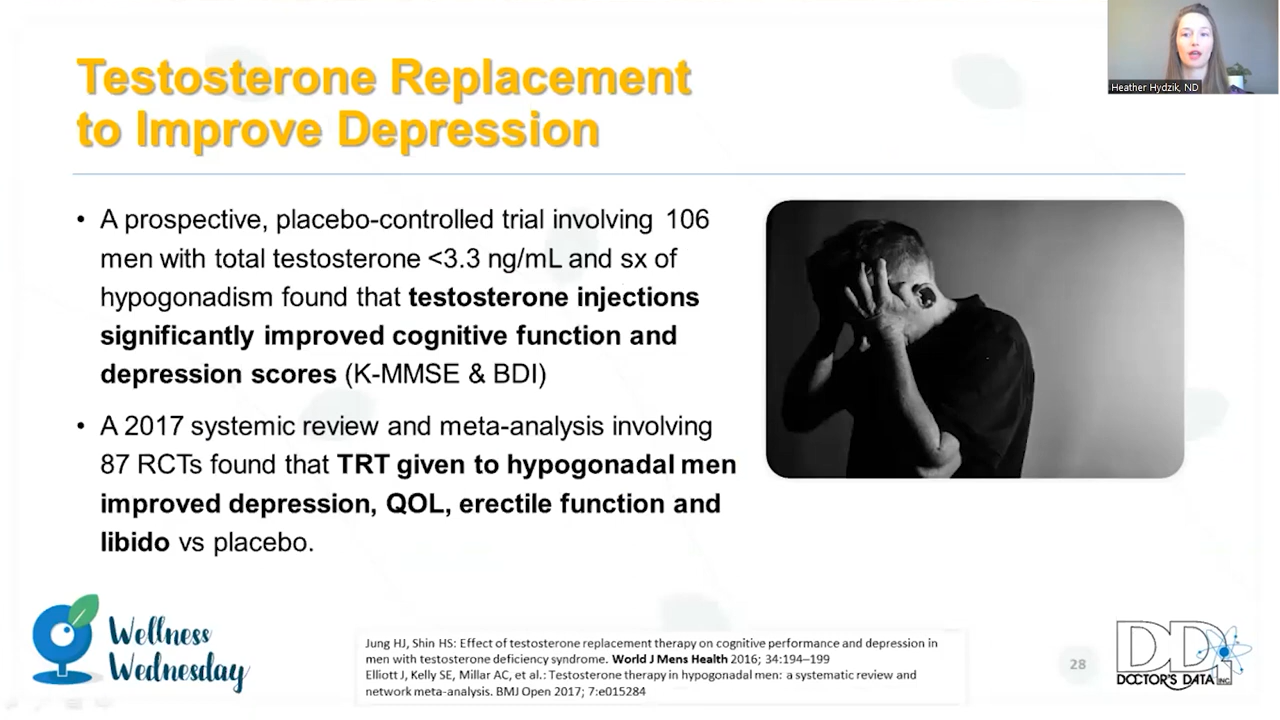 Heather Hydzik, ND
Testosterone Replacement
to Improve Depression
• A prospective, placebo-controlled trial involving 106
men with total testosterone <3.3 ng/mL and sx of
hypogonadism found that testosterone injections
significantly improved cognitive function and
depression scores (K-MMSE & BDI)
• A 2017 systemic review and meta-analysis involving
87 RCTs found that TRT given to hypogonadal men
improved depression, QOL, erectile function and
libido vs placebo.
Wellness
Wednesday
Jung HJ, Shin HS: Effect of testosterone replacement therapy on cognitive performance and depression in
men with testosterone deficiency syndrome. World J Mens Health 2016; 34:194–199
Elliott J, Kelly SE, Millar AC, et al.: Testosterone therapy in hypogonadal men: a systematic review and
network meta-analysis. BMJ Open 2017; 7:e015284
28
DDI
DOCTOR'S DATA INC.